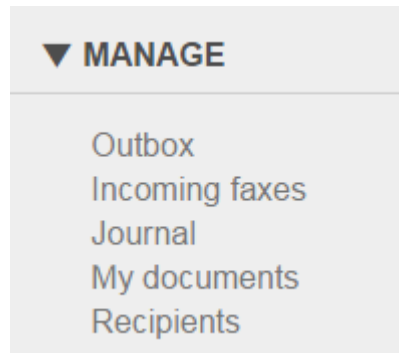 MANAGE
Outbox
Incoming faxes
Journal
My documents
Recipients